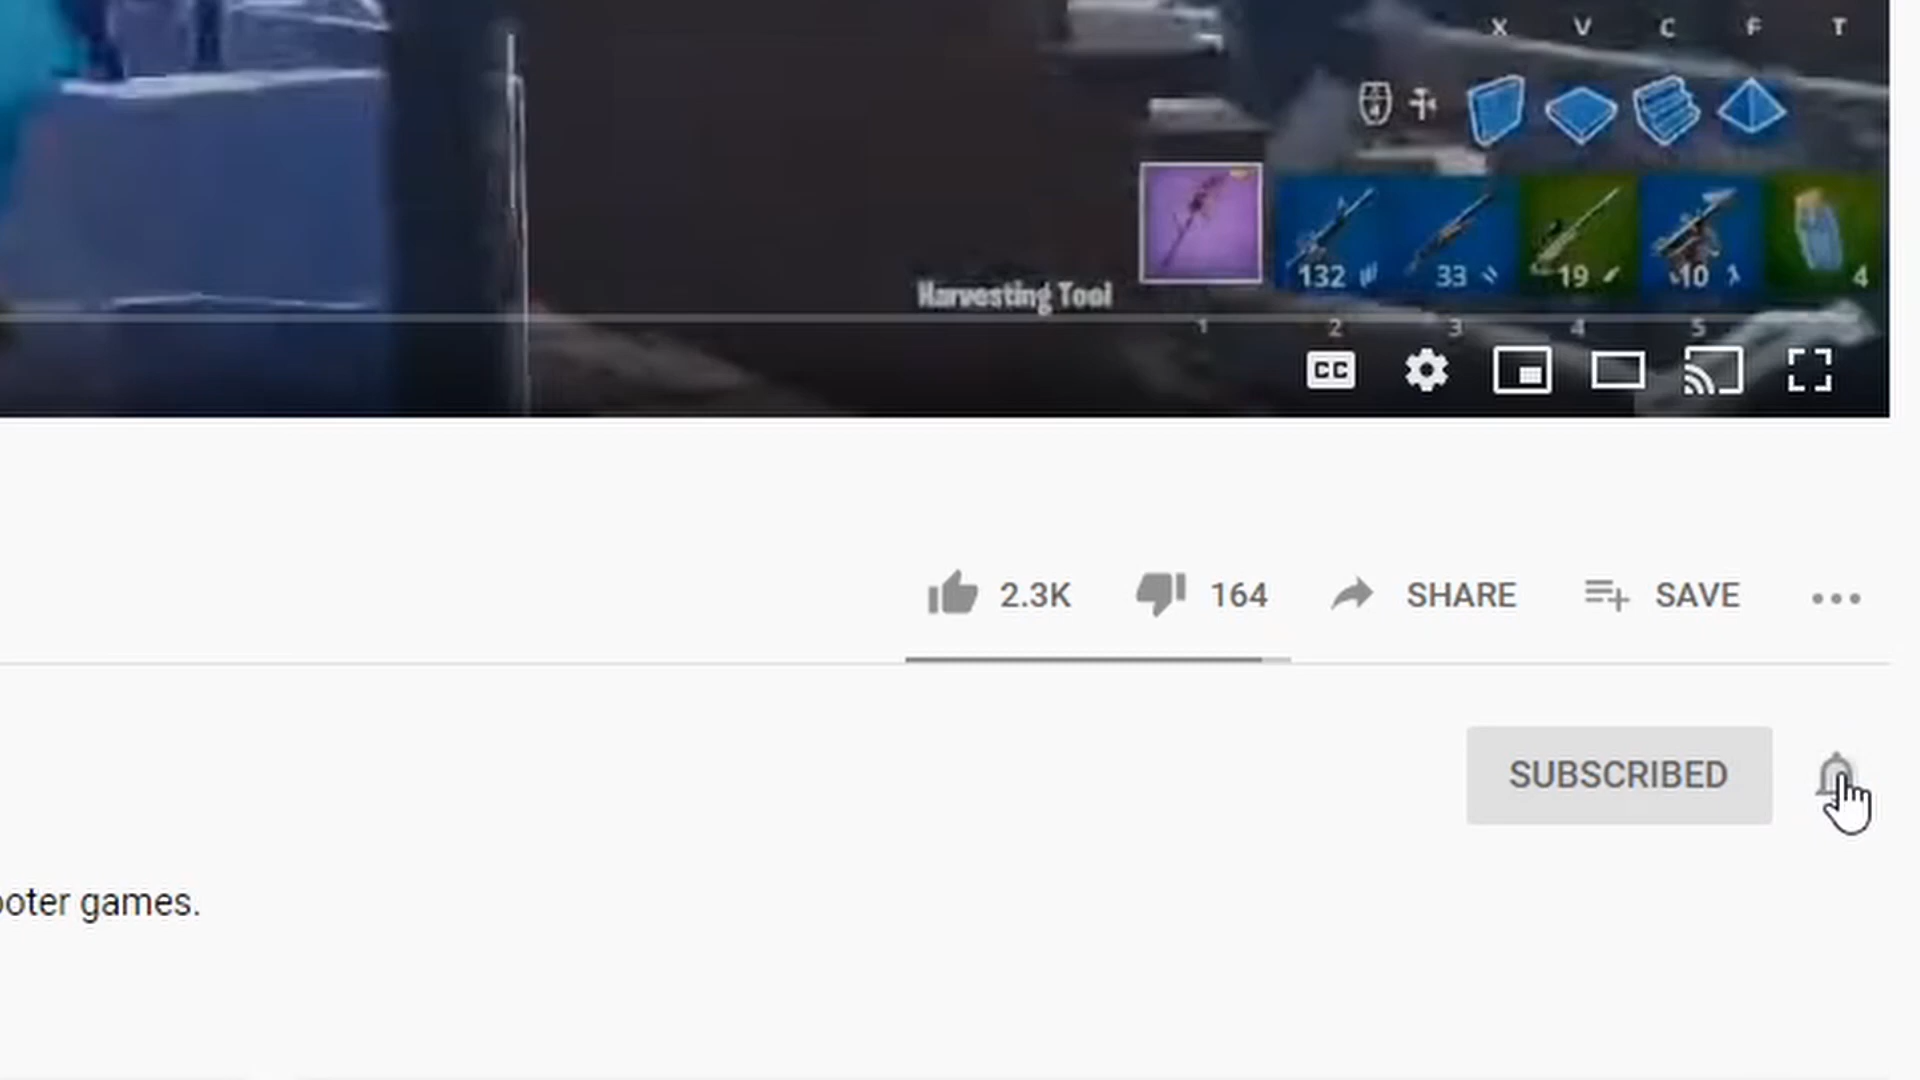 X V C F T
132 33 19 10 4
Harvesting Tool
1 2 3 4 5
CC
2.3K 164 SHARE SAVE
SUBSCRIBED
games.